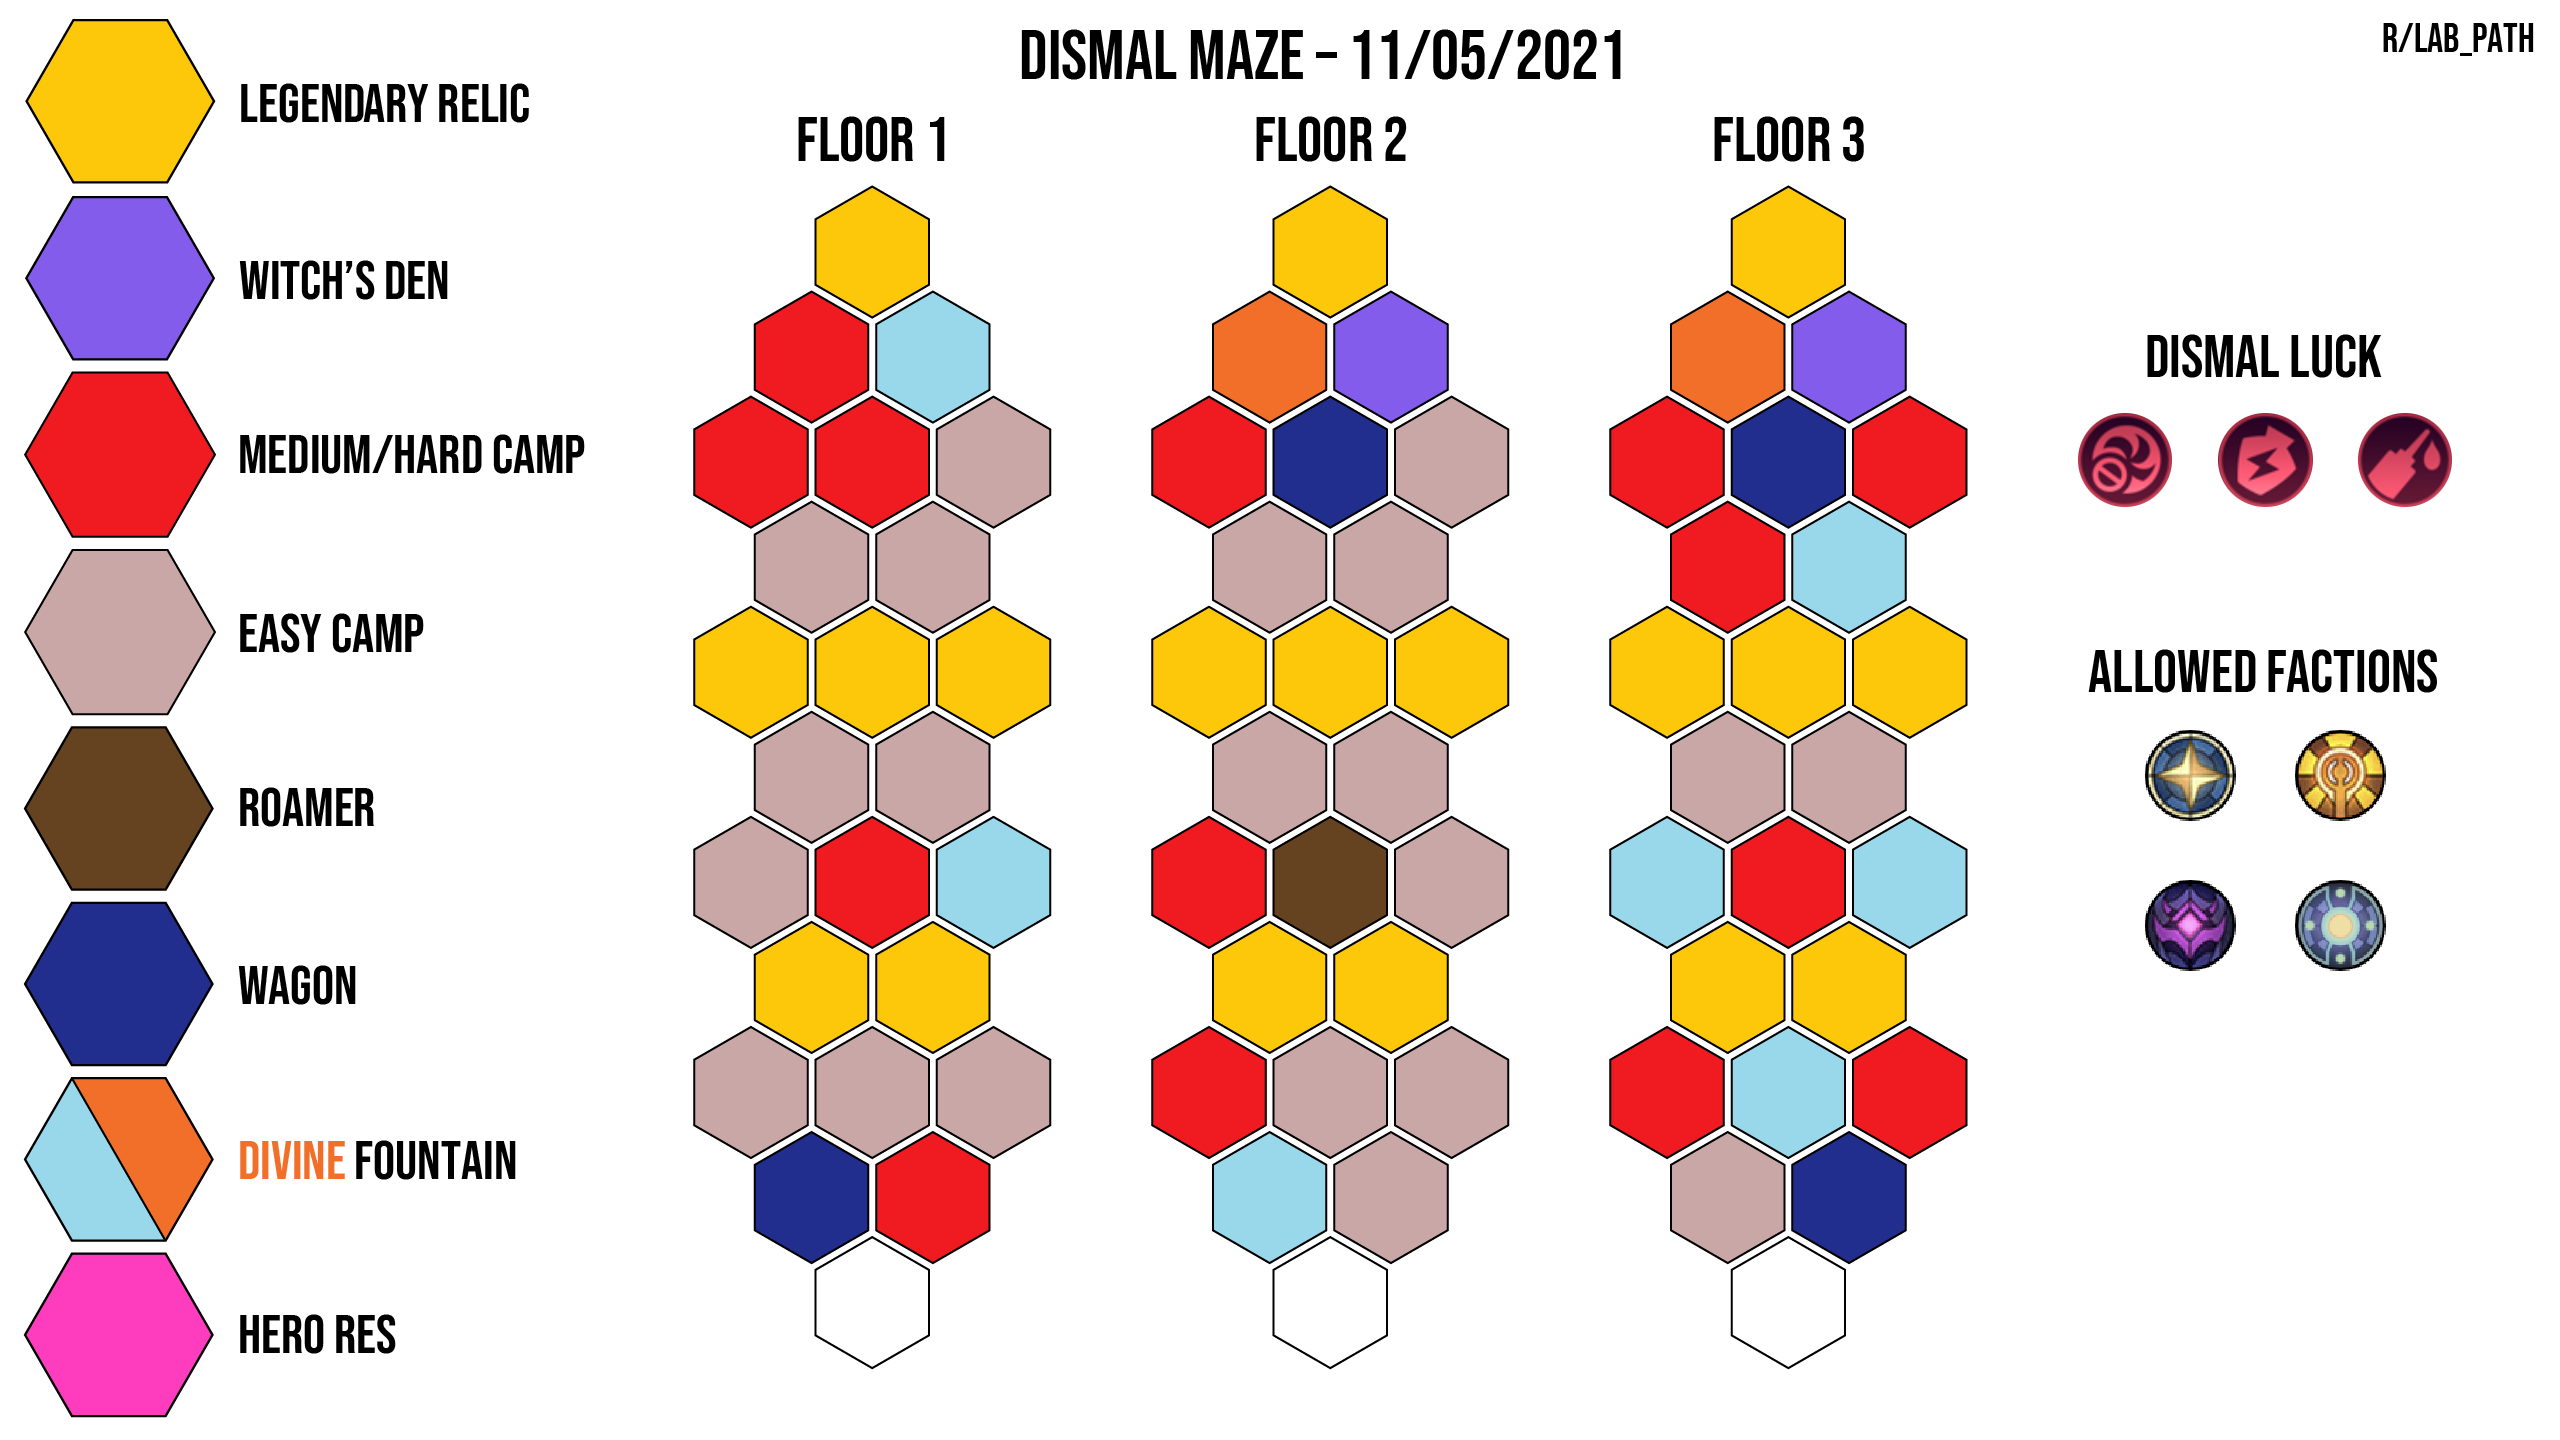 DISMAL MAZE – 11/05/2021
R/LAB_PATH
LEGENDARY RELIC
WITCH'S DEN
MEDIUM/HARD CAMP
EASY CAMP
ROAMER
WAGON
DIVINE FOUNTAIN
HERO RES
FLOOR 1
FLOOR 2
FLOOR 3
DISMAL LUCK
ALLOWED FACTIONS